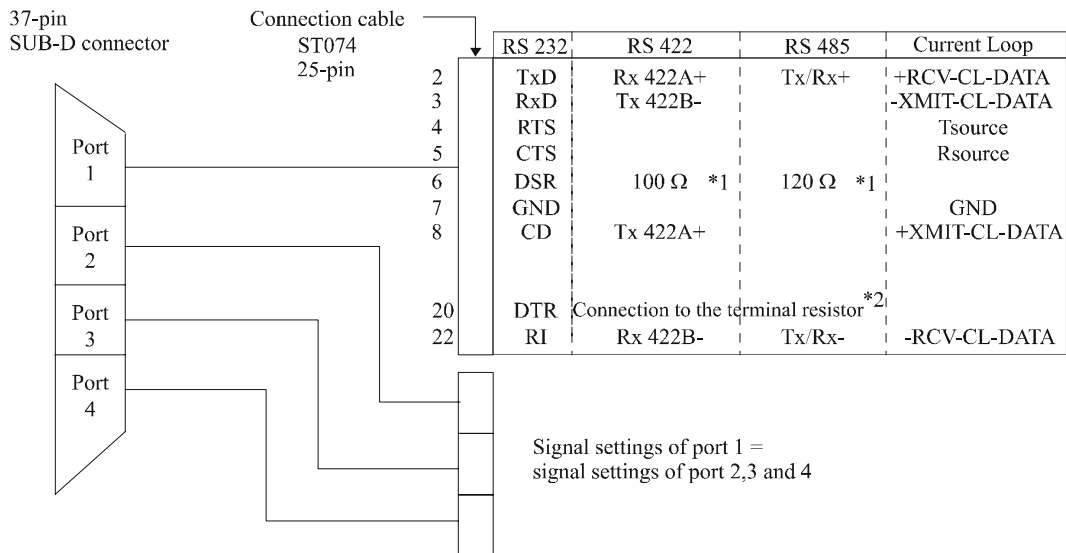 37-pin
SUB-D connector
Connection cable
ST074
25-pin
RS 232 RS 422 RS 485 Current Loop
2 TxD Rx 422A+ Tx/Rx+ +RCV-CL-DATA
3 RxD Tx 422B- -XMIT-CL-DATA
4 RTS Tsource
5 CTS Rsource
6 DSR 100 Ω *1 120 Ω *1
7 GND GND
8 CD Tx 422A+ +XMIT-CL-DATA
20 DTR Connection to the terminal resistor*2
22 RI Rx 422B- Tx/Rx- -RCV-CL-DATA
Port
1
Port
2
Port
3
Port
4
Signal settings of port 1 =
signal settings of port 2,3 and 4